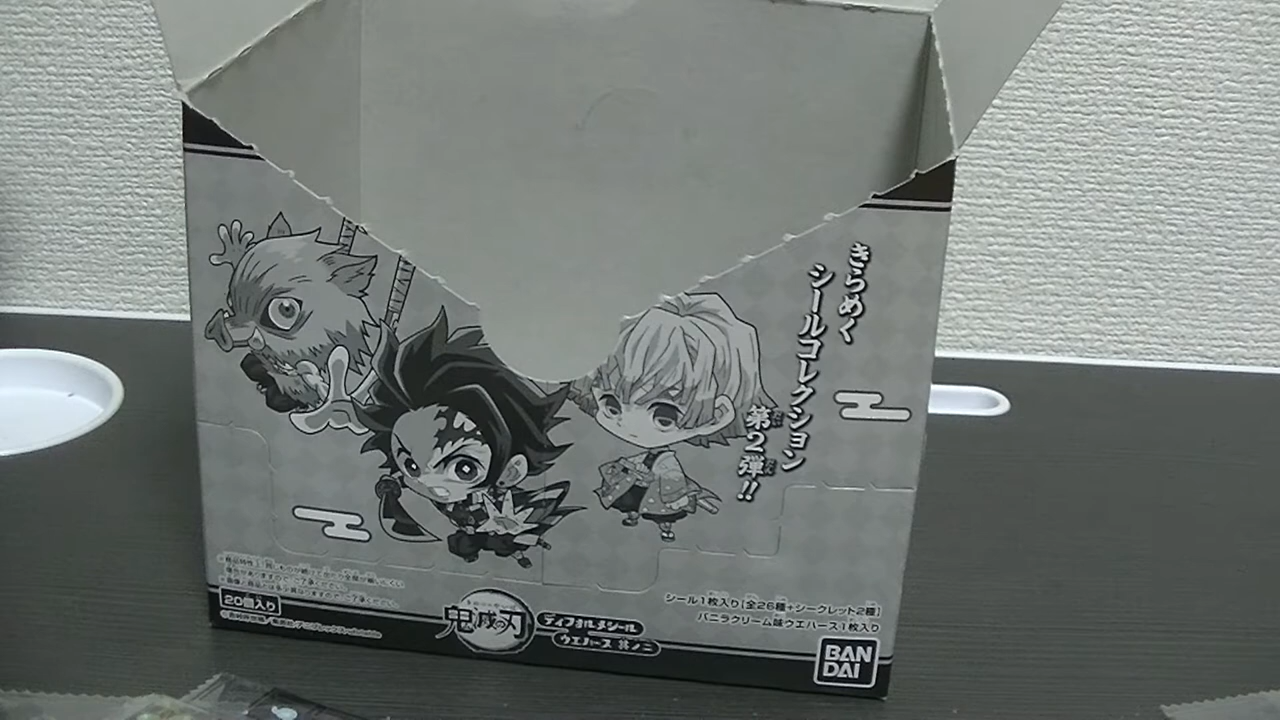 きらめく
シールコレクション
第2弾!!
20個入り
鬼滅の刃
ディフォルメシール
ウエハース 其ノ二
シール1枚入り[全26種+シークレット2種]
バニラクリーム味ウエハース1枚入り
BAN
DAI